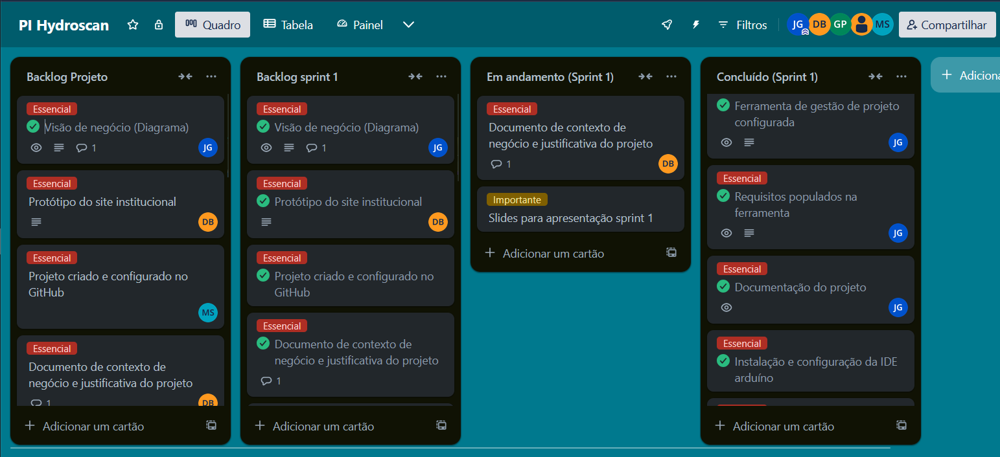 PI Hydroscan
Quadro
Tabela
Painel
Filtros
JG
DB
GP
MS
Compartilhar
Backlog Projeto
Essencial
Visão de negócio (Diagrama)
1
JG
Essencial
Protótipo do site institucional
DB
Essencial
Projeto criado e configurado no
GitHub
MS
Essencial
Documento de contexto de
negócio e justificativa do projeto
1
DB
Adicionar um cartão
Backlog sprint 1
Essencial
Visão de negócio (Diagrama)
1
JG
Essencial
Protótipo do site institucional
DB
Essencial
Projeto criado e configurado no
GitHub
Essencial
Documento de contexto de
negócio e justificativa do projeto
1
Adicionar um cartão
Em andamento (Sprint 1)
Essencial
Documento de contexto de
negócio e justificativa do projeto
1
DB
Importante
Slides para apresentação sprint 1
Adicionar um cartão
Concluído (Sprint 1)
Ferramenta de gestão de projeto
configurada
JG
Essencial
Requisitos populados na
ferramenta
JG
Essencial
Documentação do projeto
JG
Essencial
Instalação e configuração da IDE
arduíno
Adicionar um cartão
Adiciona